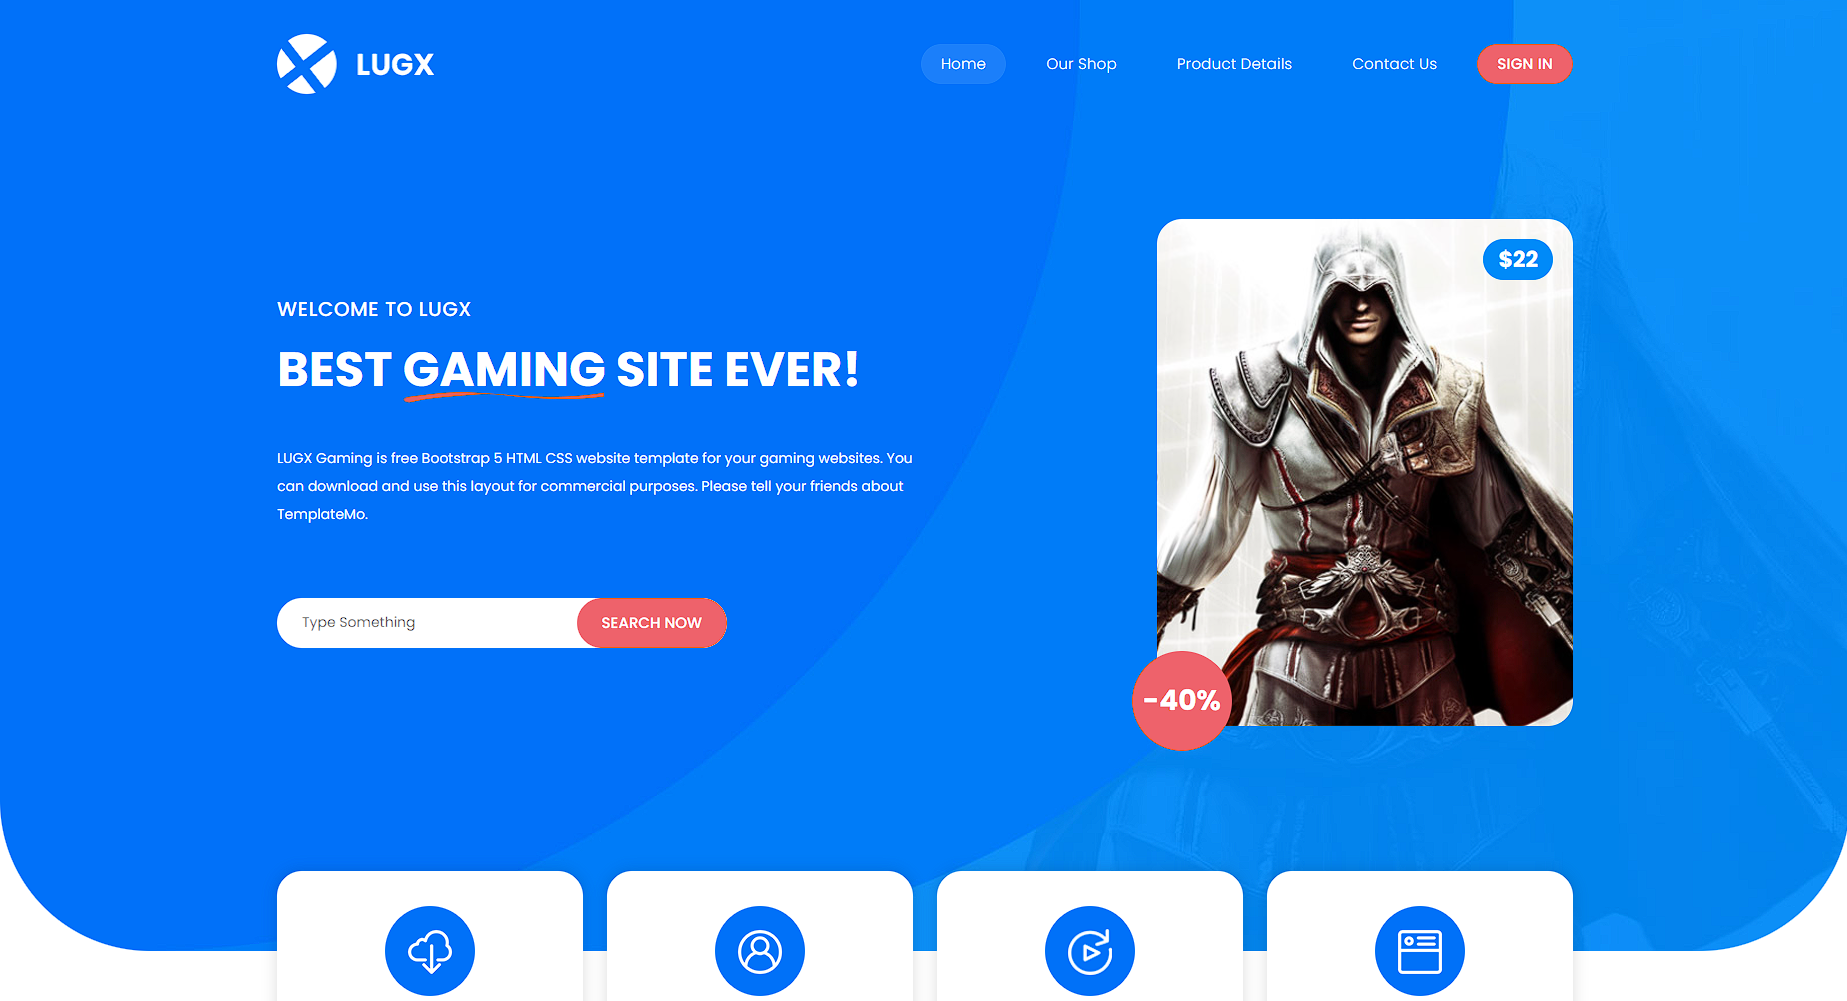 LUGX
Home
Our Shop
Product Details
Contact Us
SIGN IN
$22
WELCOME TO LUGX
BEST GAMING SITE EVER!
LUGX Gaming is free Bootstrap 5 HTML CSS website template for your gaming websites. You
can download and use this layout for commercial purposes. Please tell your friends about
TemplateMo.
Type Something
SEARCH NOW
-40%